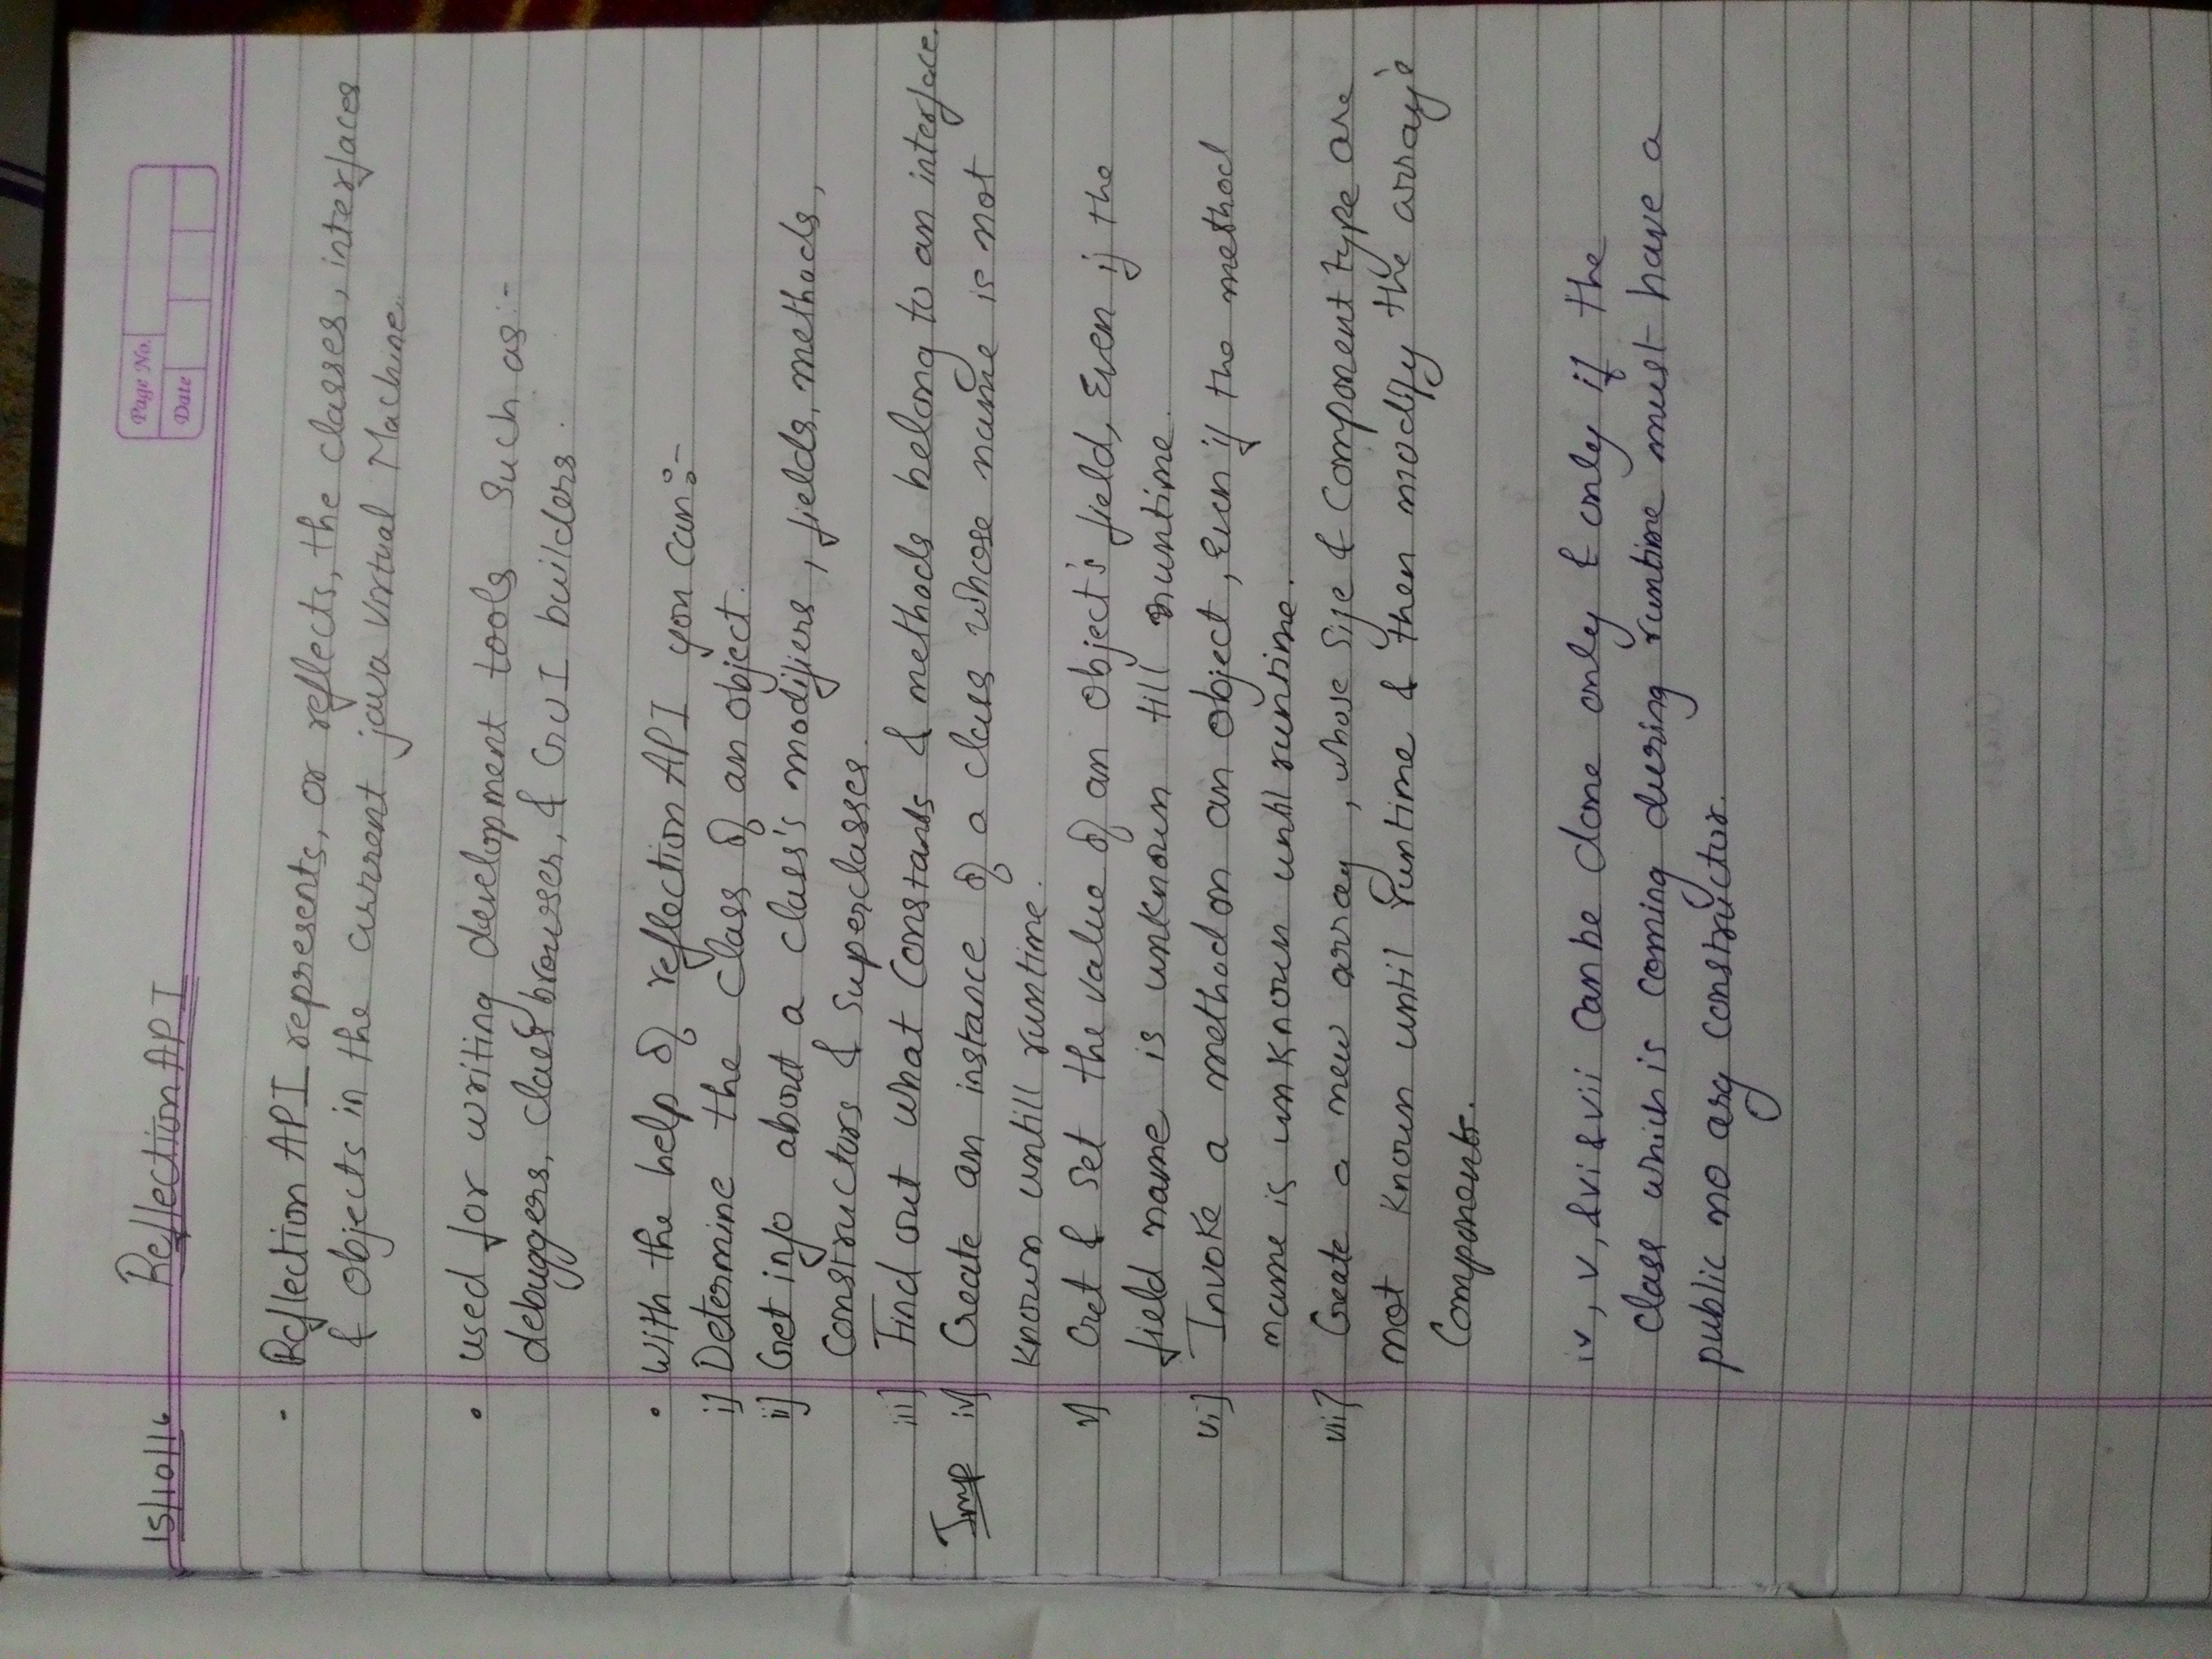 15/10/16 Reflection API
Page No.
Date
- Reflection API represents, or reflects, the classes, interfaces
& objects in the current java Virtual Machine.
• used for writing development tools Such as :-
debuggers, class browser, & GUI builders.
• With the help of reflection API you can:-
i] Determine the class of an object.
ii] Get info about a class's modifiers, fields, methods,
Constructors & Superclasses.
iii] Find out what Constants & methods belong to an interface.
Imp iv] Create an instance of a class whose name is not
known untill runtime.
v] Get & Set the value of an object's field, Even if the
field name is unknown till runtime.
vi] Invoke a method on an object, Even if the method
name is unknown until runtime.
vii] Create a new array, whose Size & Component type are
not known until runtime & then modify the array's
Components.
iv, v, & vi & vii can be done only & only if the
class which is coming during runtime must have a
public no arg constructor.